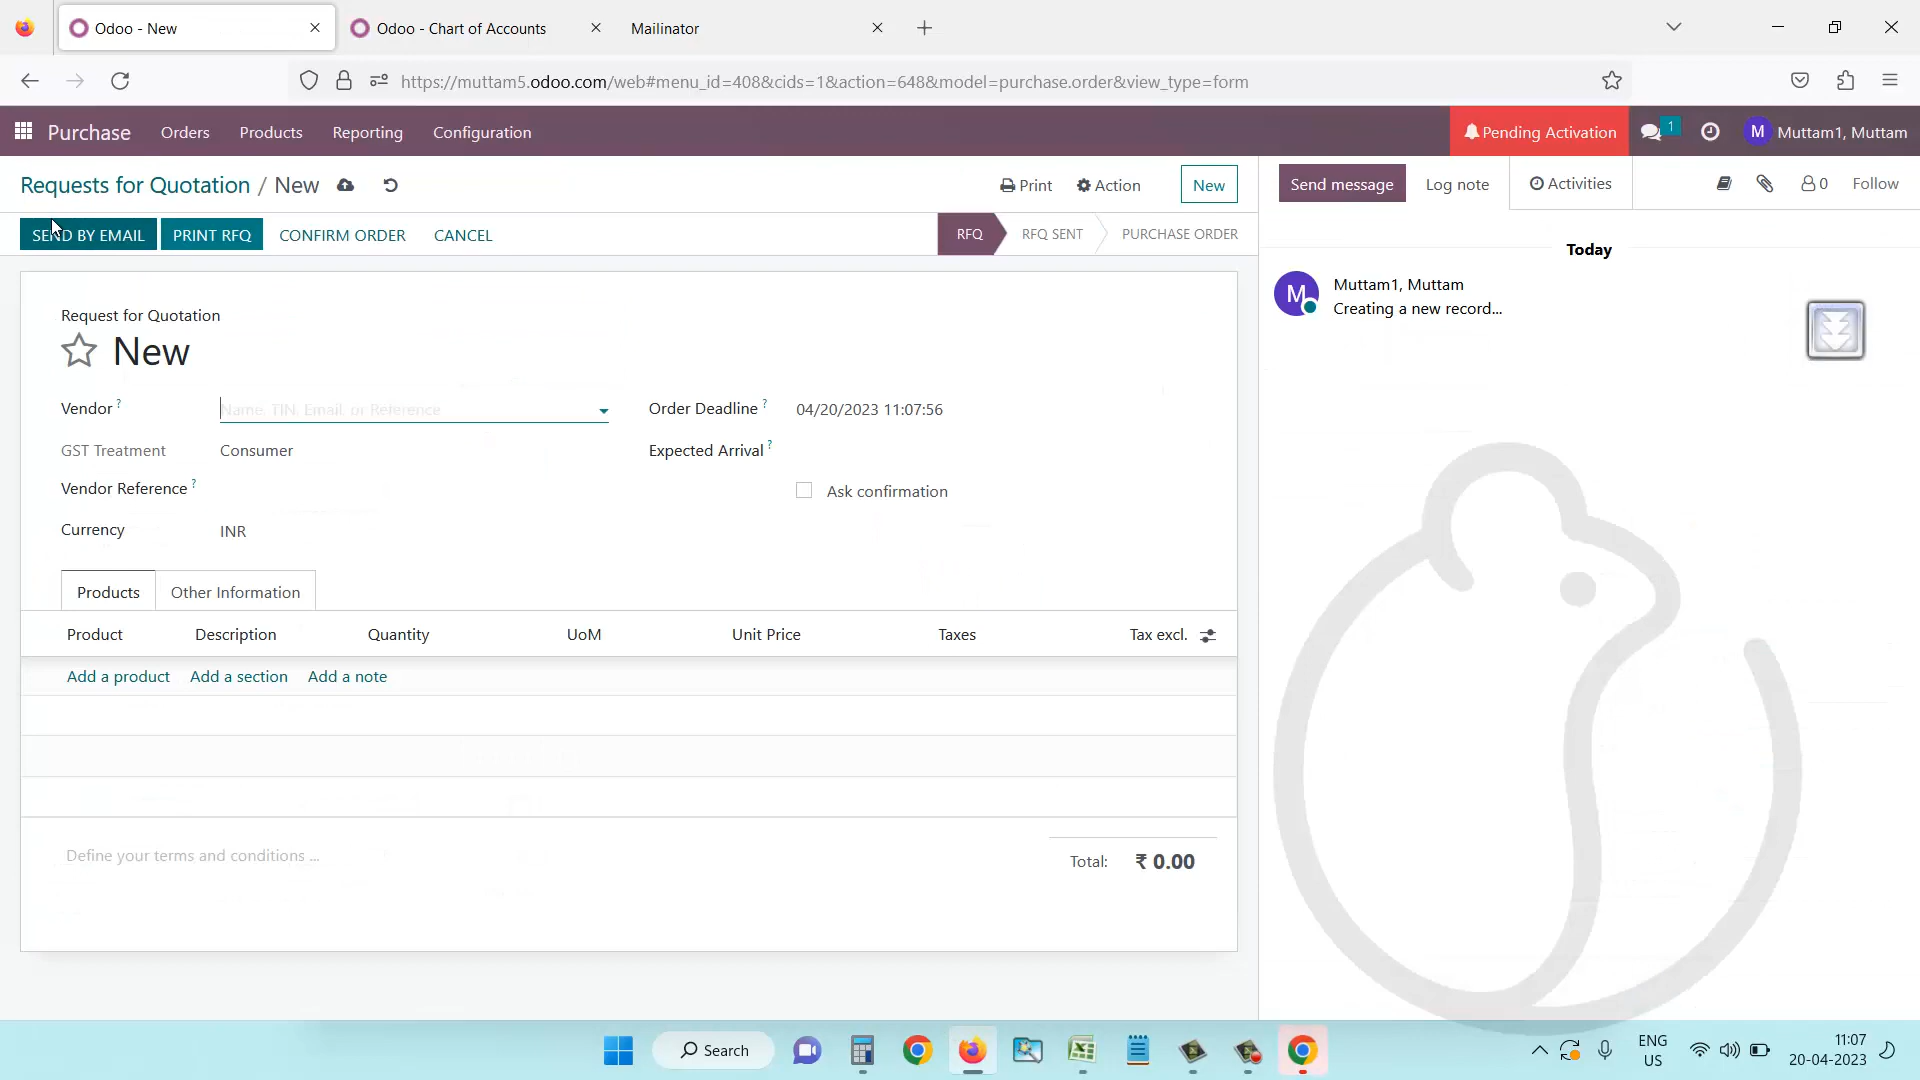 Odoo - New
Odoo - Chart of Accounts
Mailinator
https://muttam5.odoo.com/web#menu_id=408&cids=1&action=648&model=purchase.order&view_type=form
Purchase
Orders
Products
Reporting
Configuration
Pending Activation
1
M
Muttam1, Muttam
Requests for Quotation / New
Print
Action
New
Send message
Log note
Activities
0
Follow
SEND BY EMAIL
PRINT RFQ
CONFIRM ORDER
CANCEL
RFQ
RFQ SENT
PURCHASE ORDER
Today
M
Muttam1, Muttam
Creating a new record...
Request for Quotation
New
Vendor ?
Name, TIN, Email, or Reference
Order Deadline ?
04/20/2023 11:07:56
GST Treatment
Consumer
Expected Arrival ?
Vendor Reference ?
Ask confirmation
Currency
INR
Products
Other Information
Product
Description
Quantity
UoM
Unit Price
Taxes
Tax excl.
Add a product
Add a section
Add a note
Define your terms and conditions ...
Total:
₹ 0.00
Search
ENG
US
11:07
20-04-2023